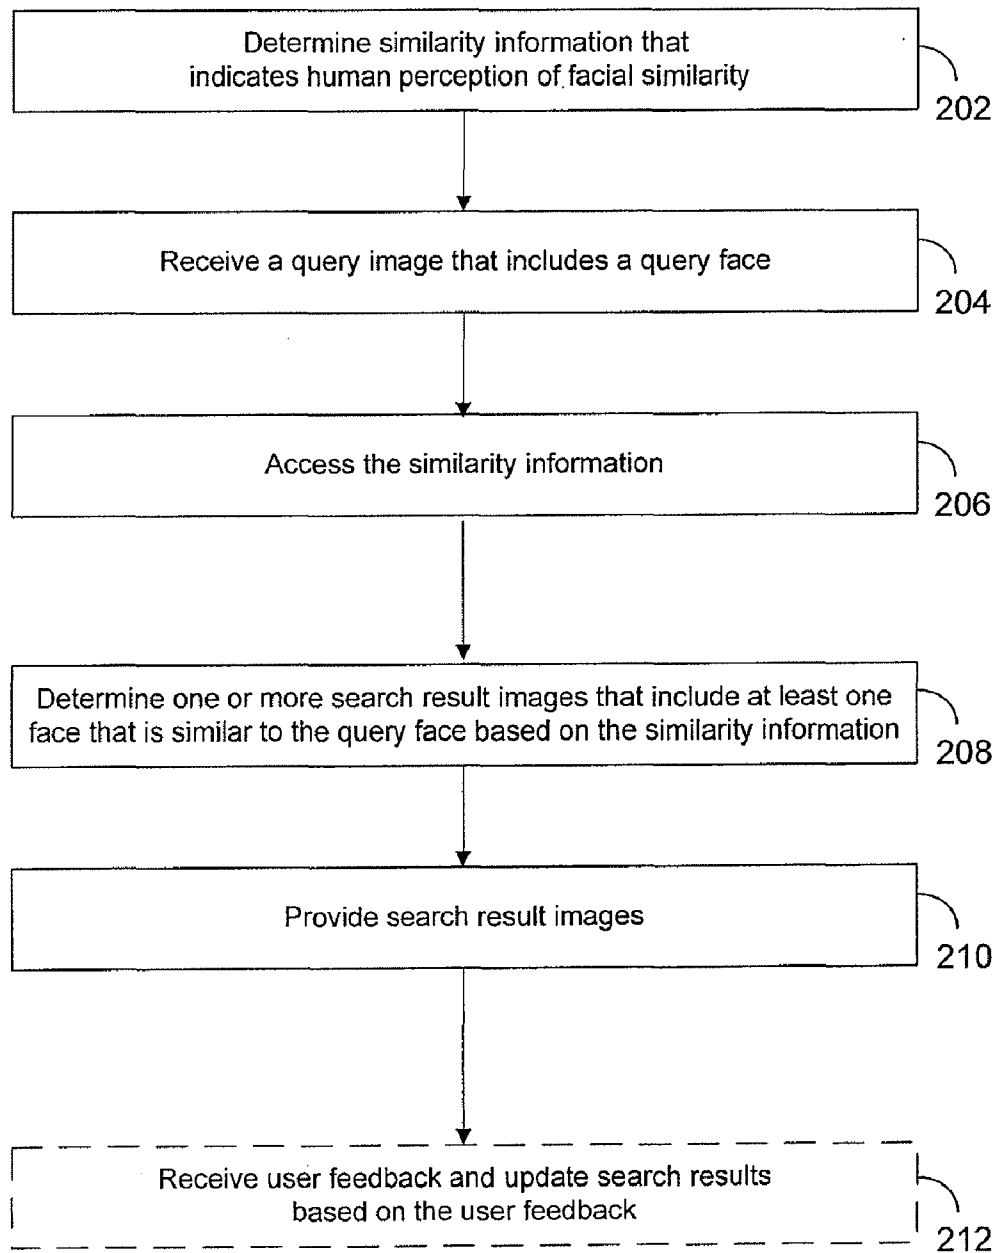 Determine similarity information that
indicates human perception of facial similarity
202
Receive a query image that includes a query face
204
Access the similarity information
206
Determine one or more search result images that include at least one
face that is similar to the query face based on the similarity information
208
Provide search result images
210
Receive user feedback and update search results
based on the user feedback
212